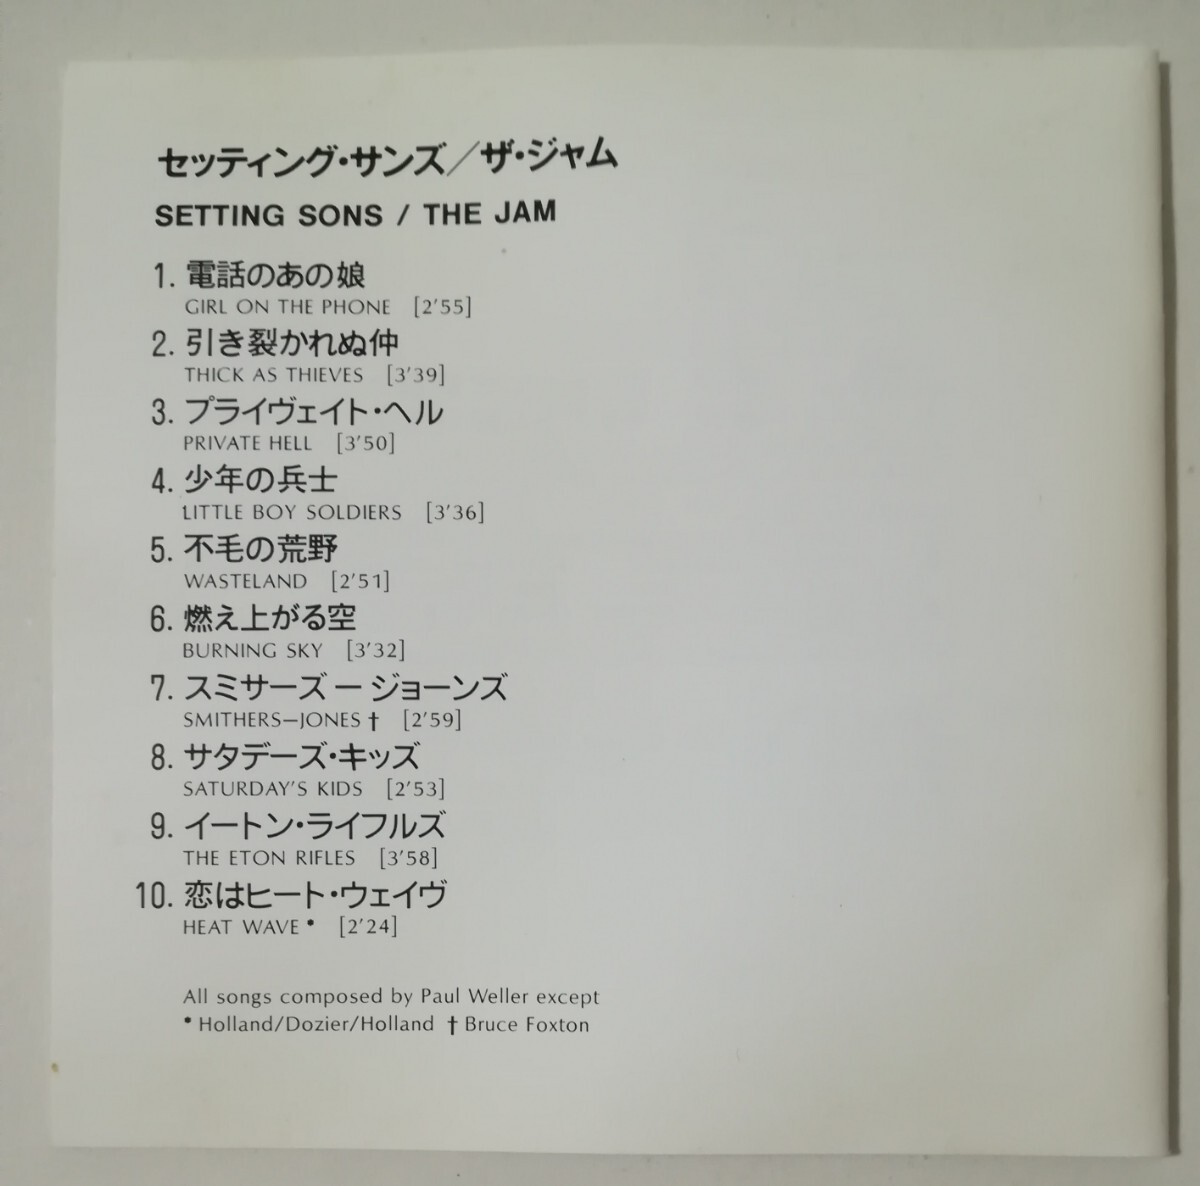 セッティング・サンズ／ザ・ジャム
SETTING SONS / THE JAM
1. 電話のあの娘
GIRL ON THE PHONE [2'55]
2. 引き裂かれぬ仲
THICK AS THIEVES [3'39]
3. プライヴェイト・ヘル
PRIVATE HELL [3'50]
4. 少年の兵士
LITTLE BOY SOLDIERS [3'36]
5. 不毛の荒野
WASTELAND [2'51]
6. 燃え上がる空
BURNING SKY [3'32]
7. スミサーズ－ジョーンズ
SMITHERS–JONES † [2'59]
8. サタデーズ・キッズ
SATURDAY'S KIDS [2'53]
9. イートン・ライフルズ
THE ETON RIFLES [3'58]
10. 恋はヒート・ウェイヴ
HEAT WAVE * [2'24]
All songs composed by Paul Weller except
* Holland/Dozier/Holland † Bruce Foxton